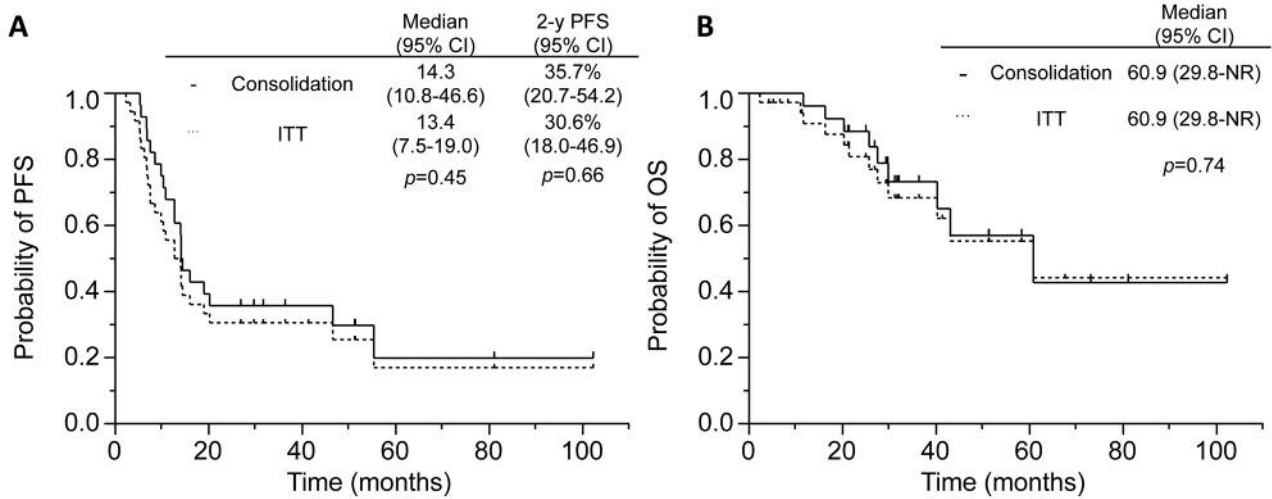 A
Median 2-y PFS
(95% CI) (95% CI)
- Consolidation 14.3 35.7%
(10.8-46.6) (20.7-54.2)
··· ITT 13.4 30.6%
(7.5-19.0) (18.0-46.9)
p=0.45 p=0.66
Probability of PFS
1.0
0.8
0.6
0.4
0.2
0.0
0 20 40 60 80 100
Time (months)
B
Median
(95% CI)
- Consolidation 60.9 (29.8-NR)
··· ITT 60.9 (29.8-NR)
p=0.74
Probability of OS
1.0
0.8
0.6
0.4
0.2
0.0
0 20 40 60 80 100
Time (months)